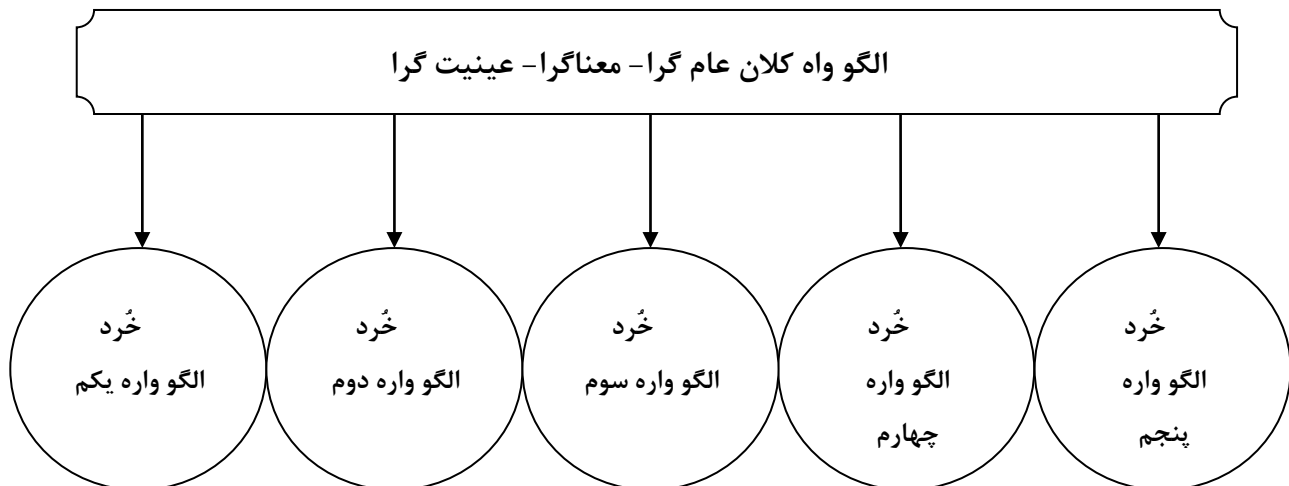 الگو واه کلان عام گرا- معناگرا- عینیت گرا
خُرد
الگو واره یکم
خُرد
الگو واره دوم
خُرد
الگو واره سوم
خُرد
الگو واره
چهارم
خُرد
الگو واره
پنجم